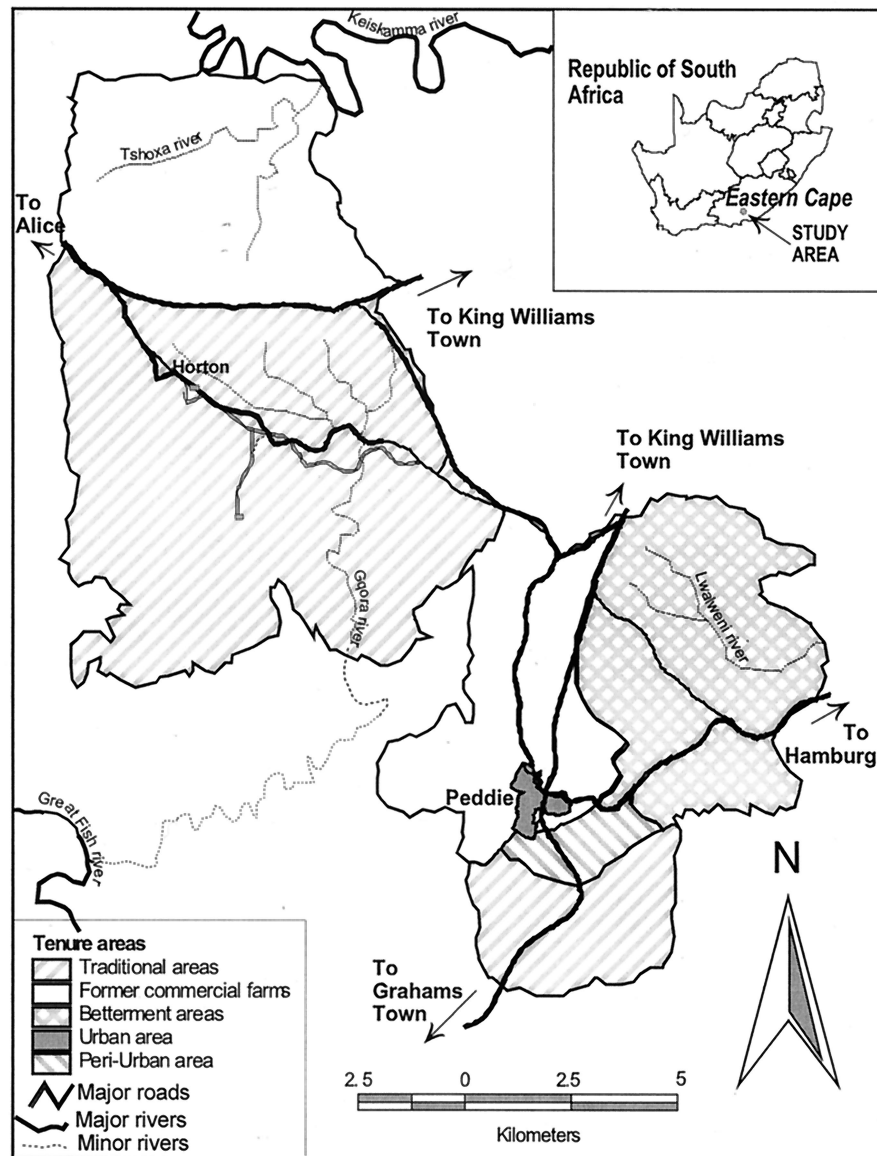 Keiskamma river
Republic of South
Africa
Eastern Cape
STUDY
AREA
Tshoxa river
To
Alice
To King Williams
Town
Horton
To King Williams
Town
Gqora river
Lwalweni river
To
Hamburg
Peddie
Great Fish river
N
To
Grahams
Town
Tenure areas
Traditional areas
Former commercial farms
Betterment areas
Urban area
Peri-Urban area
Major roads
Major rivers
Minor rivers
2.5 0 2.5 5
Kilometers